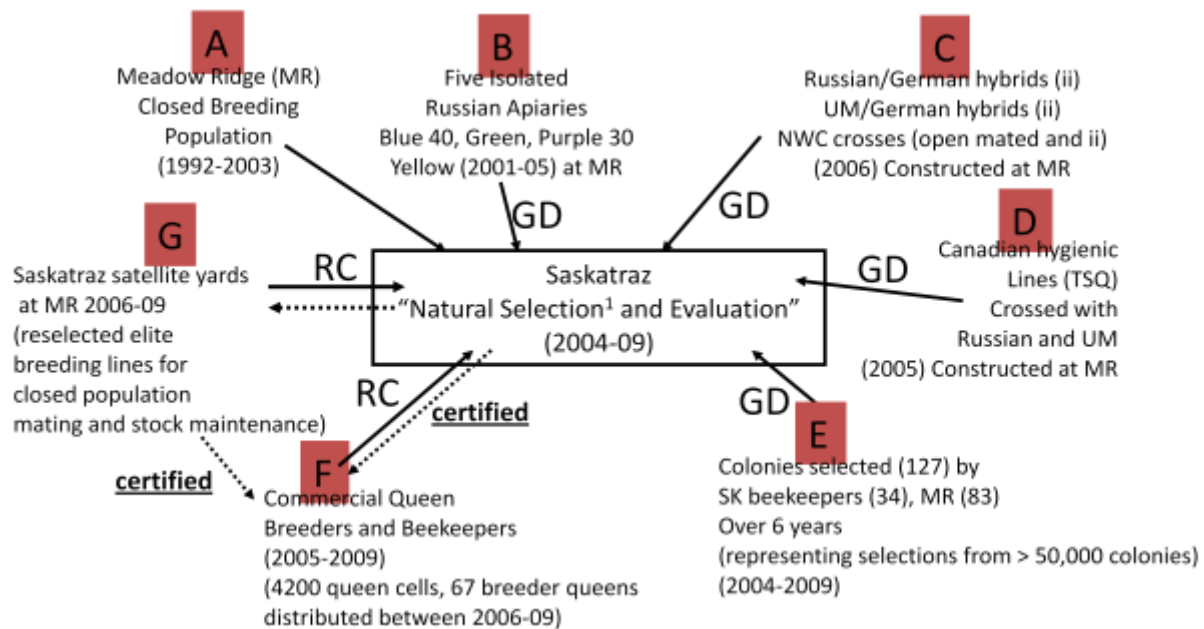 A
Meadow Ridge (MR)
Closed Breeding
Population
(1992-2003)
B
Five Isolated
Russian Apiaries
Blue 40, Green, Purple 30
Yellow (2001-05) at MR
C
Russian/German hybrids (ii)
UM/German hybrids (ii)
NWC crosses (open mated and ii)
(2006) Constructed at MR
GD
GD
G
Saskatraz satellite yards
at MR 2006-09
(reselected elite
breeding lines for
closed population
mating and stock maintenance)
RC
Saskatraz
“Natural Selection¹ and Evaluation”
(2004-09)
GD
D
Canadian hygienic
Lines (TSQ)
Crossed with
Russian and UM
(2005) Constructed at MR
RC
certified
GD
certified
F
Commercial Queen
Breeders and Beekeepers
(2005-2009)
(4200 queen cells, 67 breeder queens
distributed between 2006-09)
E
Colonies selected (127) by
SK beekeepers (34), MR (83)
Over 6 years
(representing selections from > 50,000 colonies)
(2004-2009)